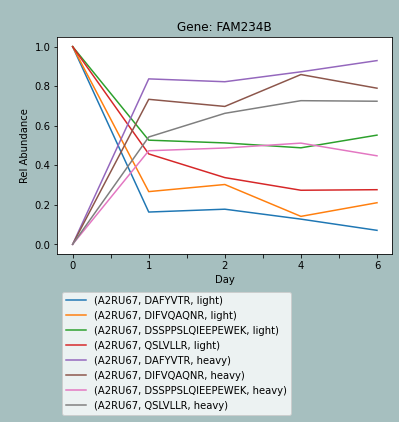 Gene: FAM234B
1.0
0.8
0.6
0.4
0.2
0.0
Rel Abundance
0 1 2 4 6
Day
(A2RU67, DAFYVTR, light)
(A2RU67, DIFVQAQNR, light)
(A2RU67, DSSPPSLQIEEPEWEK, light)
(A2RU67, QSLVLLR, light)
(A2RU67, DAFYVTR, heavy)
(A2RU67, DIFVQAQNR, heavy)
(A2RU67, DSSPPSLQIEEPEWEK, heavy)
(A2RU67, QSLVLLR, heavy)